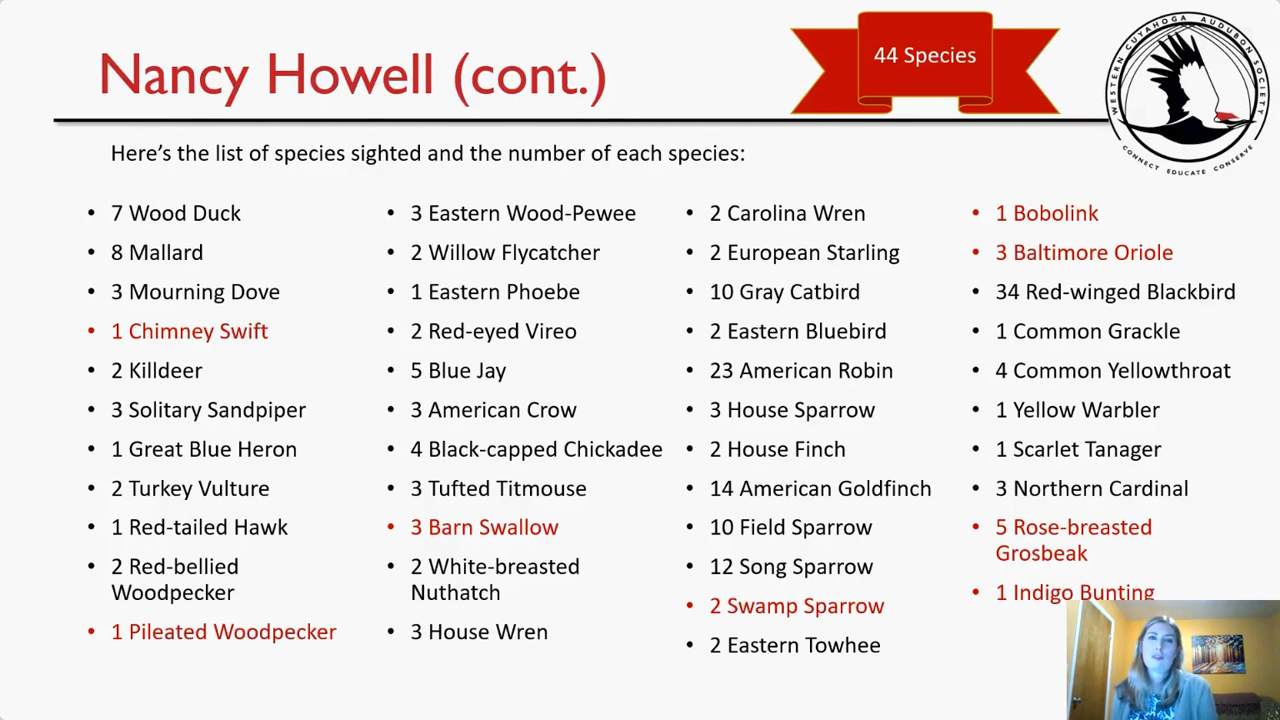 Nancy Howell (cont.)
44 Species
WESTERN CUYAHOGA AUDUBON SOCIETY
CONNECT EDUCATE CONSERVE
Here's the list of species sighted and the number of each species:
• 7 Wood Duck
• 8 Mallard
• 3 Mourning Dove
• 1 Chimney Swift
• 2 Killdeer
• 3 Solitary Sandpiper
• 1 Great Blue Heron
• 2 Turkey Vulture
• 1 Red-tailed Hawk
• 2 Red-bellied
Woodpecker
• 1 Pileated Woodpecker
• 3 Eastern Wood-Pewee
• 2 Willow Flycatcher
• 1 Eastern Phoebe
• 2 Red-eyed Vireo
• 5 Blue Jay
• 3 American Crow
• 4 Black-capped Chickadee
• 3 Tufted Titmouse
• 3 Barn Swallow
• 2 White-breasted
Nuthatch
• 3 House Wren
• 2 Carolina Wren
• 2 European Starling
• 10 Gray Catbird
• 2 Eastern Bluebird
• 23 American Robin
• 3 House Sparrow
• 2 House Finch
• 14 American Goldfinch
• 10 Field Sparrow
• 12 Song Sparrow
• 2 Swamp Sparrow
• 2 Eastern Towhee
• 1 Bobolink
• 3 Baltimore Oriole
• 34 Red-winged Blackbird
• 1 Common Grackle
• 4 Common Yellowthroat
• 1 Yellow Warbler
• 1 Scarlet Tanager
• 3 Northern Cardinal
• 5 Rose-breasted
Grosbeak
• 1 Indigo Bunting